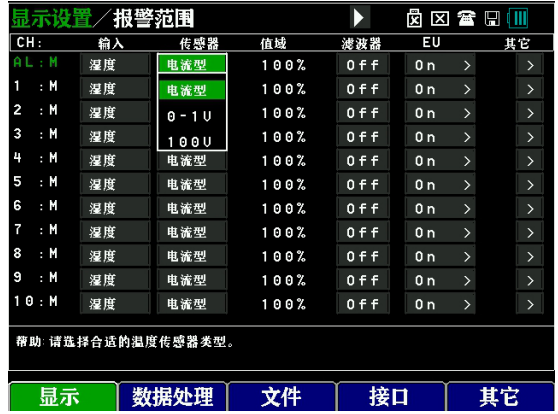 显示设置／报警范围
CH: 输入 传感器 值域 滤波器 EU 其它
AL:M 湿度 电流型 100% Off On > >
1 :M 湿度 电流型 100% Off On > >
2 :M 湿度 0-1V 100% Off On > >
3 :M 湿度 100V 100% Off On > >
4 :M 湿度 电流型 100% Off On > >
5 :M 湿度 电流型 100% Off On > >
6 :M 湿度 电流型 100% Off On > >
7 :M 湿度 电流型 100% Off On > >
8 :M 湿度 电流型 100% Off On > >
9 :M 湿度 电流型 100% Off On > >
10:M 湿度 电流型 100% Off On > >
帮助:请选择合适的温度传感器类型。
显示 数据处理 文件 接口 其它